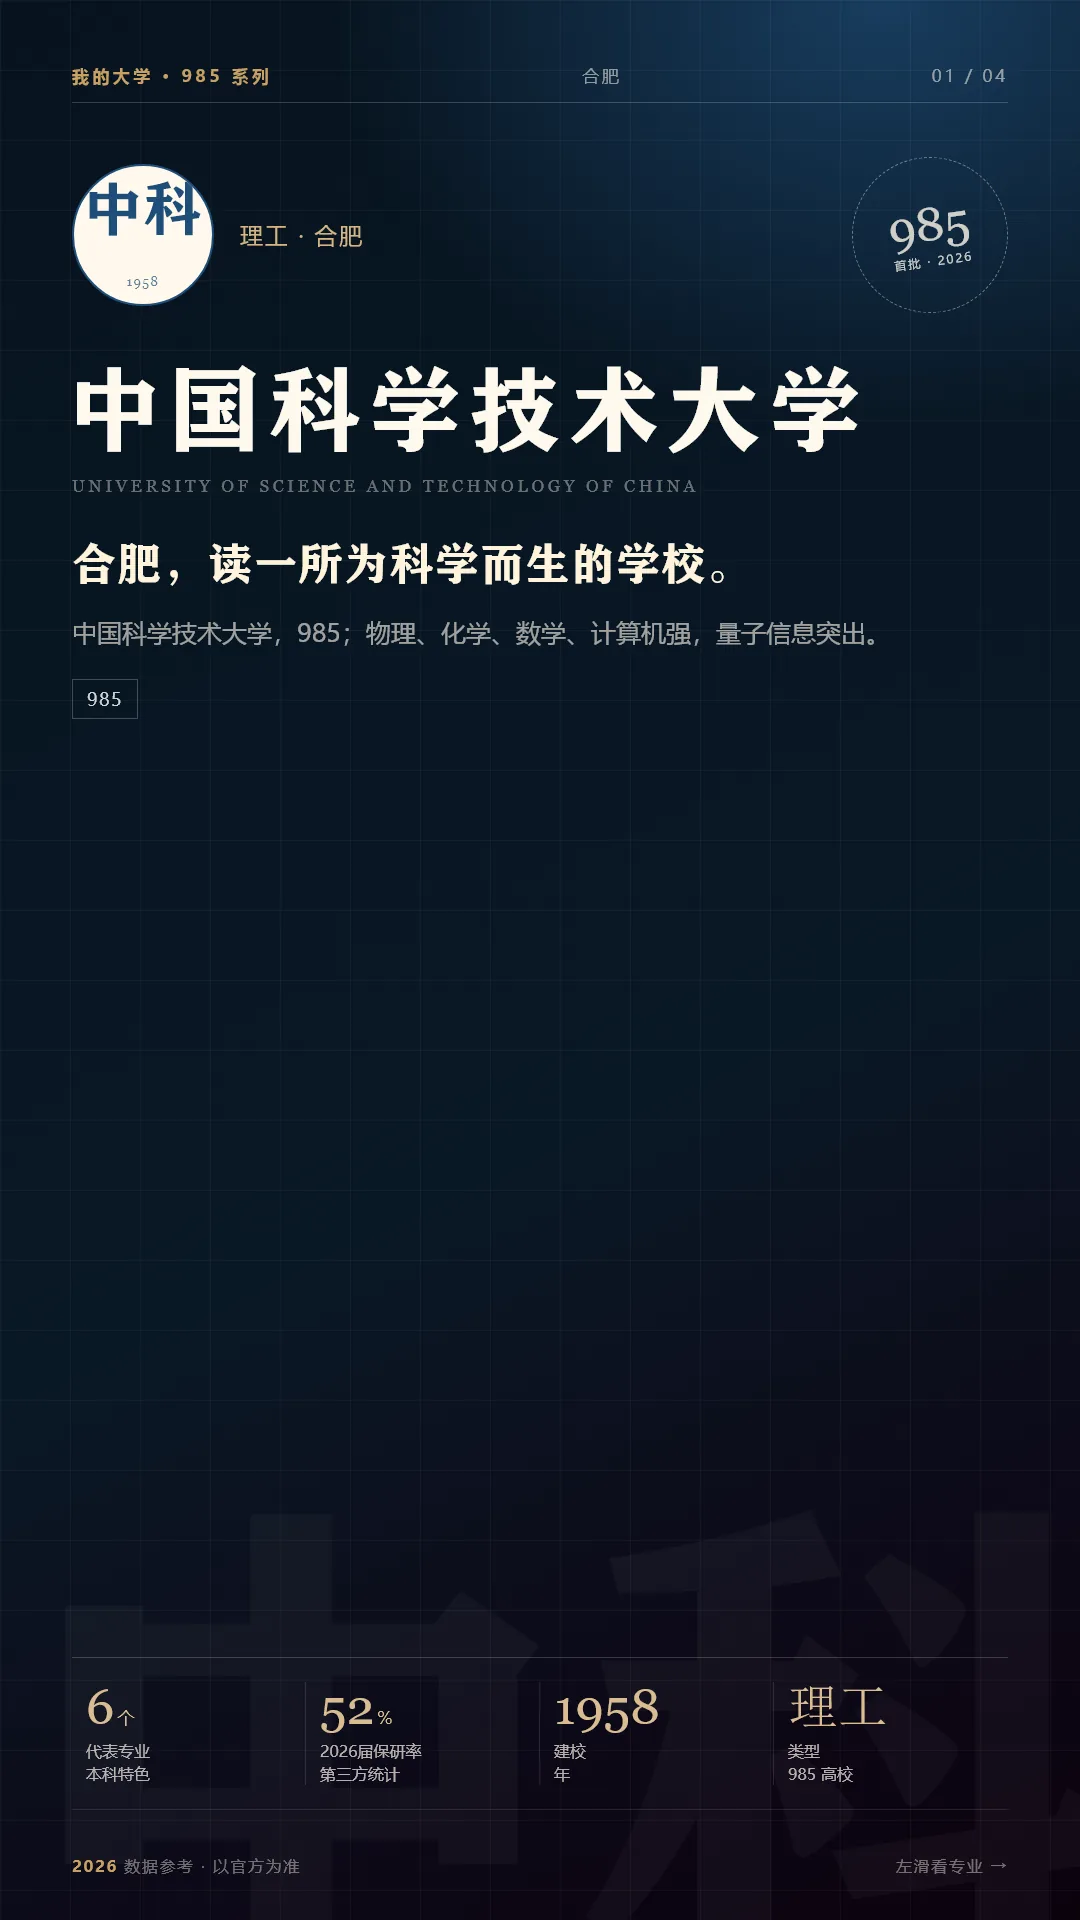 我的大学 · 985 系列
合肥
01 / 04
中科
1958
理工 · 合肥
985
首批 · 2026
中国科学技术大学
UNIVERSITY OF SCIENCE AND TECHNOLOGY OF CHINA
合肥，读一所为科学而生的学校。
中国科学技术大学，985；物理、化学、数学、计算机强，量子信息突出。
985
中科
6个
代表专业
本科特色
52%
2026届保研率
第三方统计
1958
建校
年
理工
类型
985 高校
2026 数据参考 · 以官方为准
左滑看专业 →